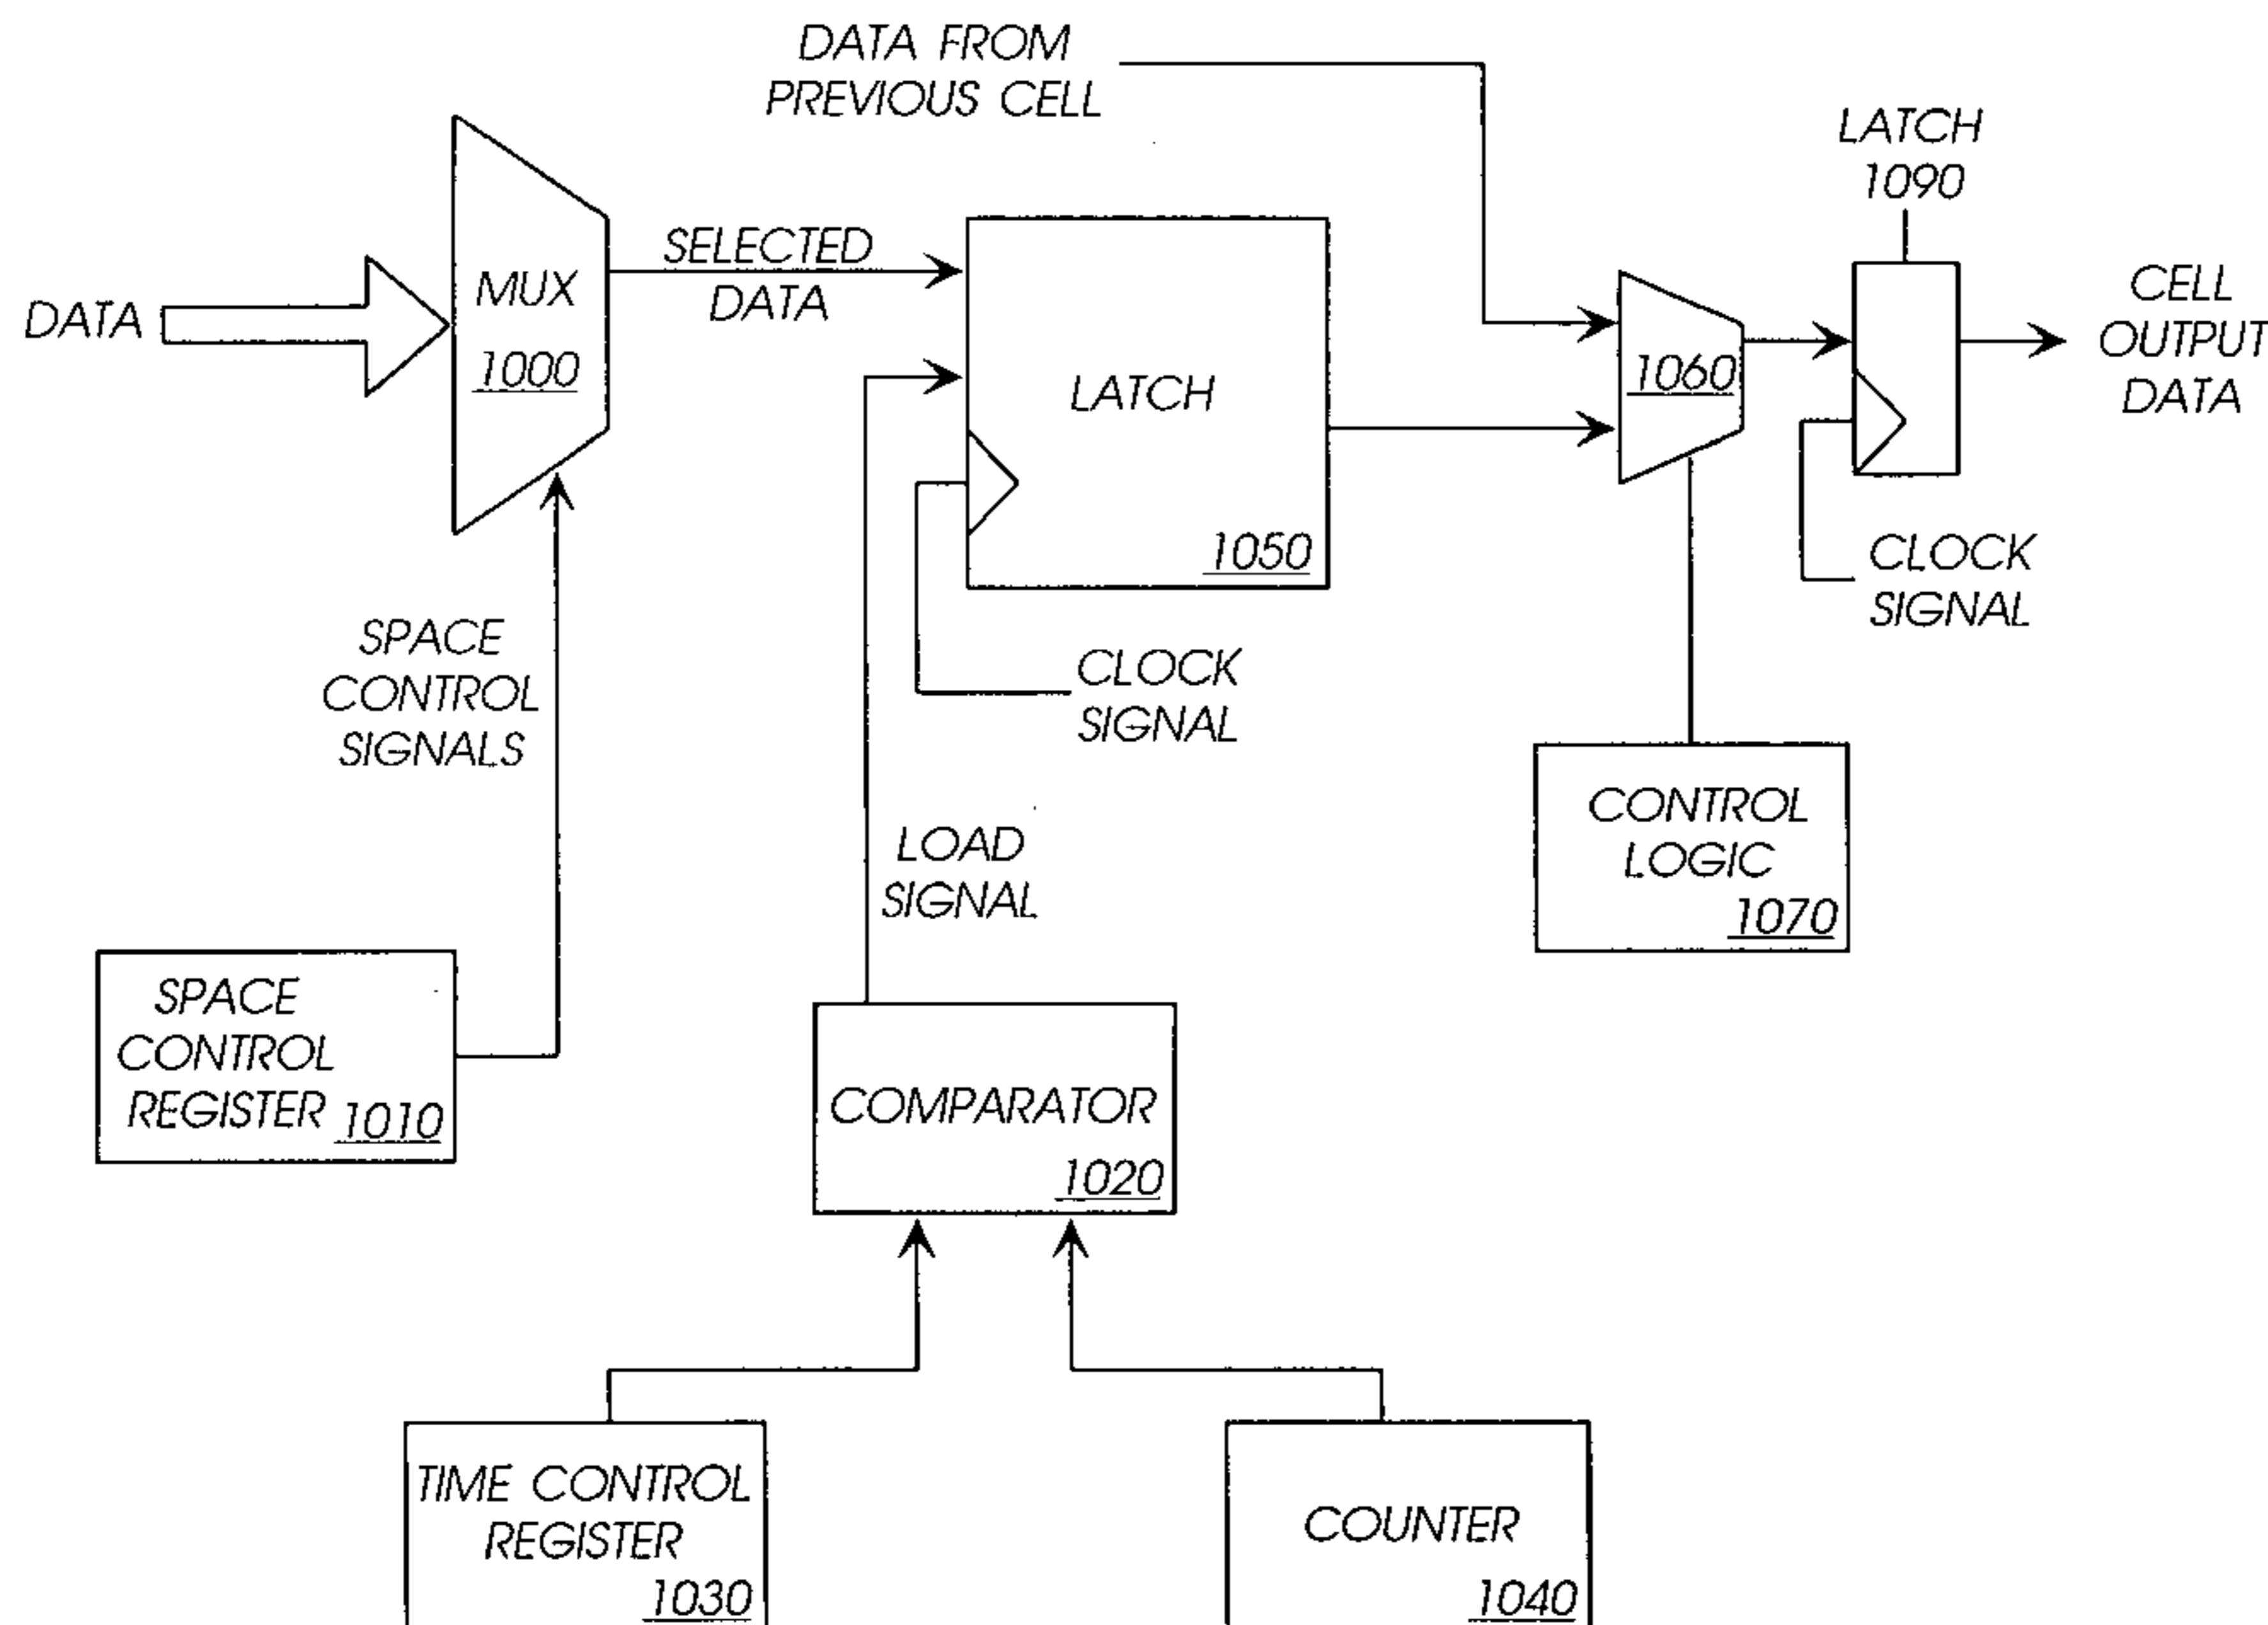 DATA FROM
PREVIOUS CELL
LATCH
1090
DATA
MUX
1000
SELECTED
DATA
LATCH
1050
1060
CELL
OUTPUT
DATA
CLOCK
SIGNAL
SPACE
CONTROL
SIGNALS
CLOCK
SIGNAL
LOAD
SIGNAL
CONTROL
LOGIC
1070
SPACE
CONTROL
REGISTER 1010
COMPARATOR
1020
TIME CONTROL
REGISTER
1030
COUNTER
1040